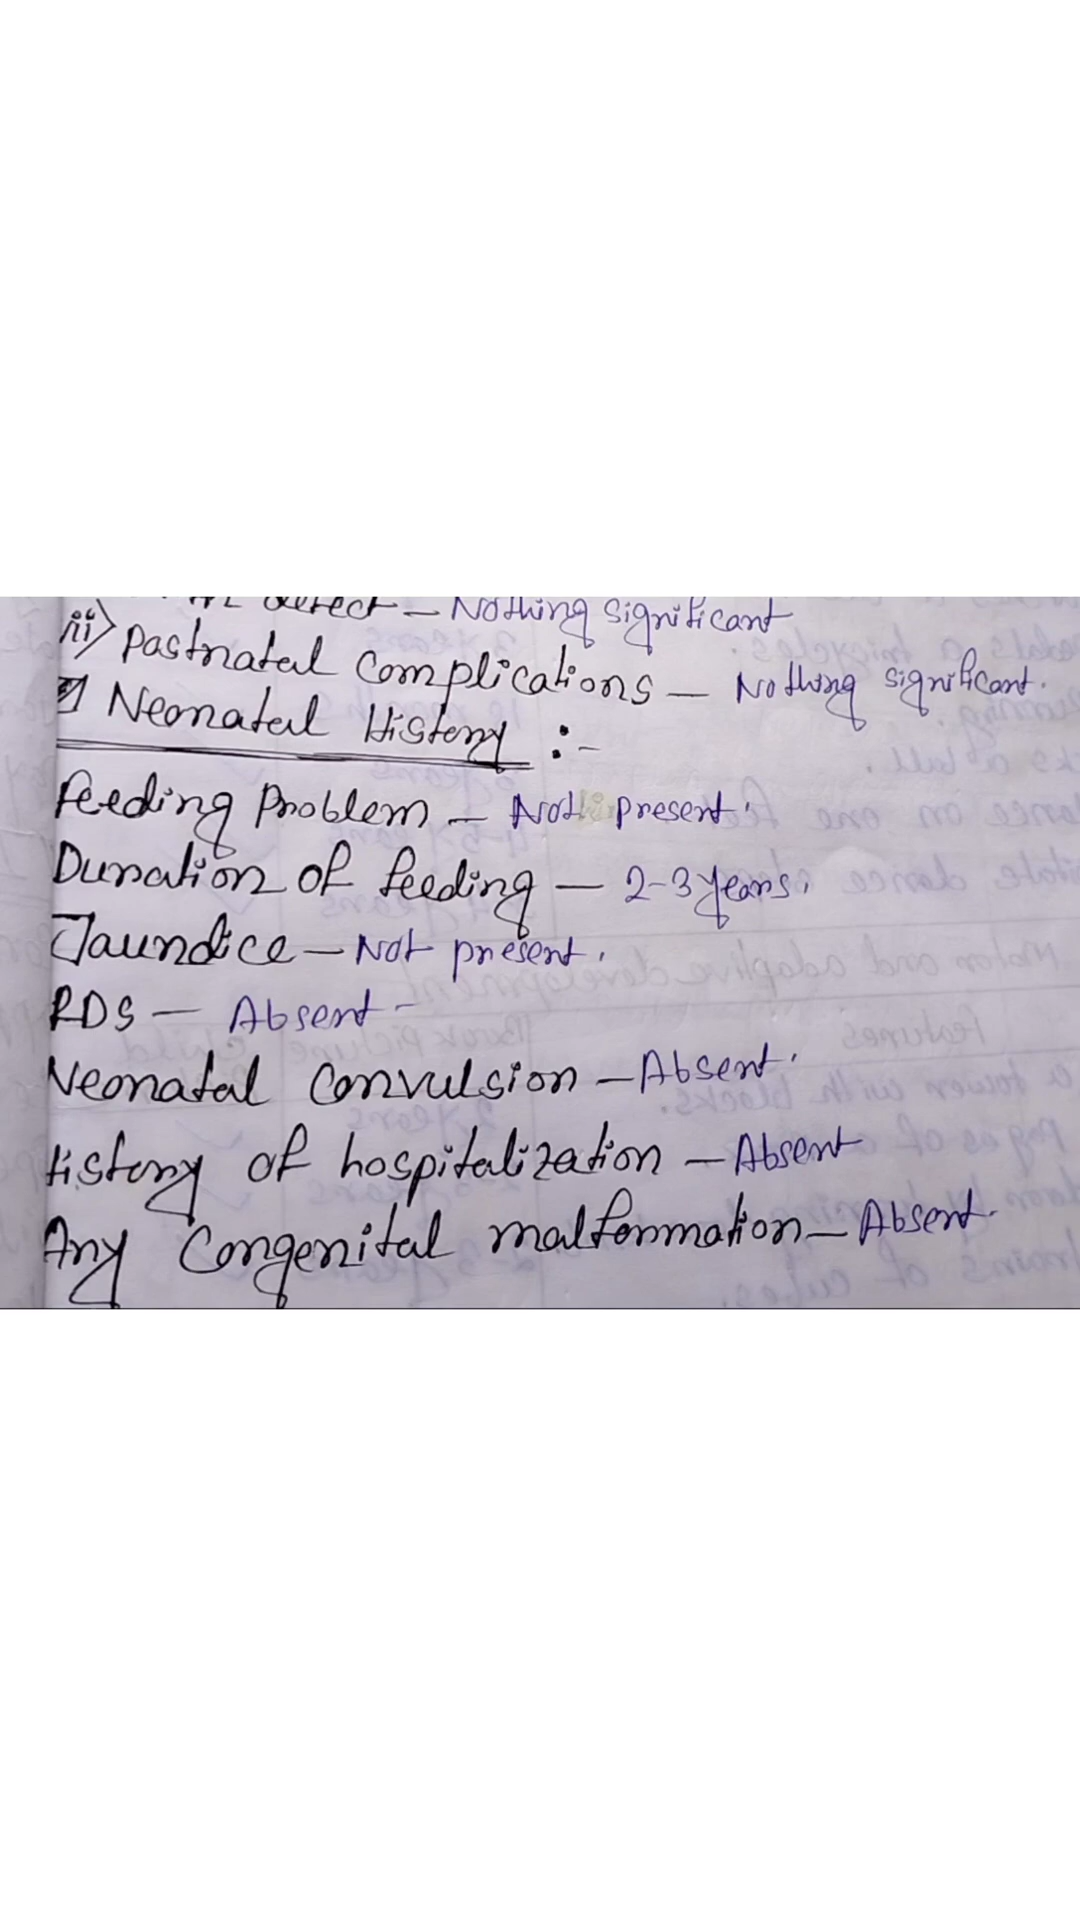 defect – Nothing significant
iii) Pastnatal complications – Nothing significant.
Neonatal History :-
Feeding Problem – Not present.
Duration of feeding – 2-3 years.
Jaundice – Not present.
RDS – Absent -
Neonatal Convulsion – Absent.
History of hospitalization – Absent
Any Congenital malformation – Absent.